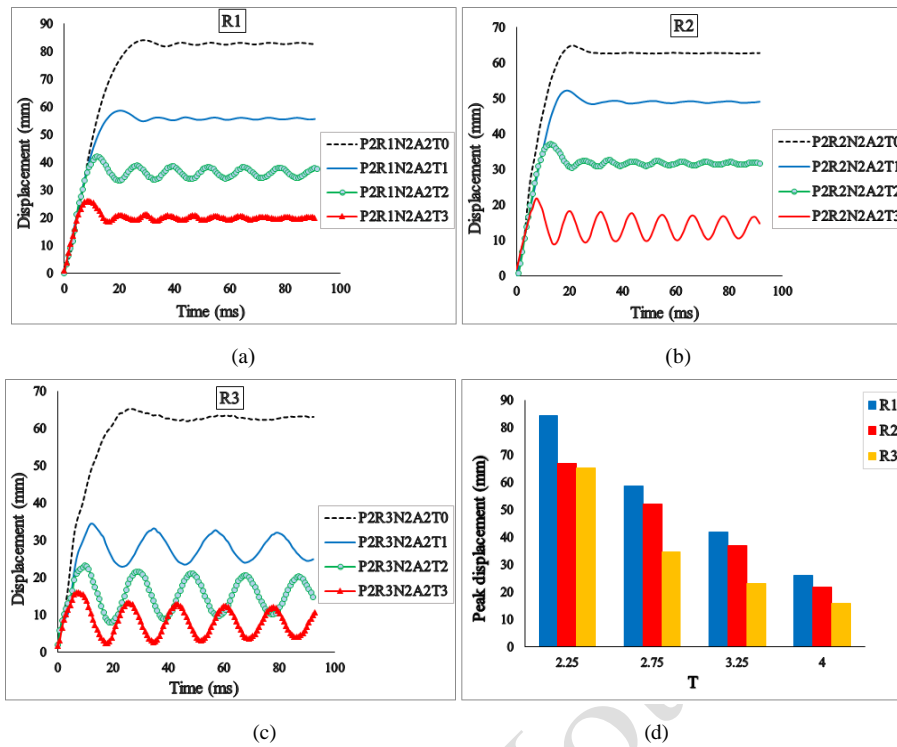 R1
90
80
70
60
50
40
30
20
10
0
0 20 40 60 80 100
Displacement (mm)
Time (ms)
P2R1N2A2T0
P2R1N2A2T1
P2R1N2A2T2
P2R1N2A2T3
(a)
R2
70
60
50
40
30
20
10
0
0 20 40 60 80 100
Displacement (mm)
Time (ms)
P2R2N2A2T0
P2R2N2A2T1
P2R2N2A2T2
P2R2N2A2T3
(b)
R3
70
60
50
40
30
20
10
0
0 20 40 60 80 100
Displacement (mm)
Time (ms)
P2R3N2A2T0
P2R3N2A2T1
P2R3N2A2T2
P2R3N2A2T3
(c)
90
80
70
60
50
40
30
20
10
0
2.25 2.75 3.25 4
Peak displacement (mm)
T
R1
R2
R3
(d)